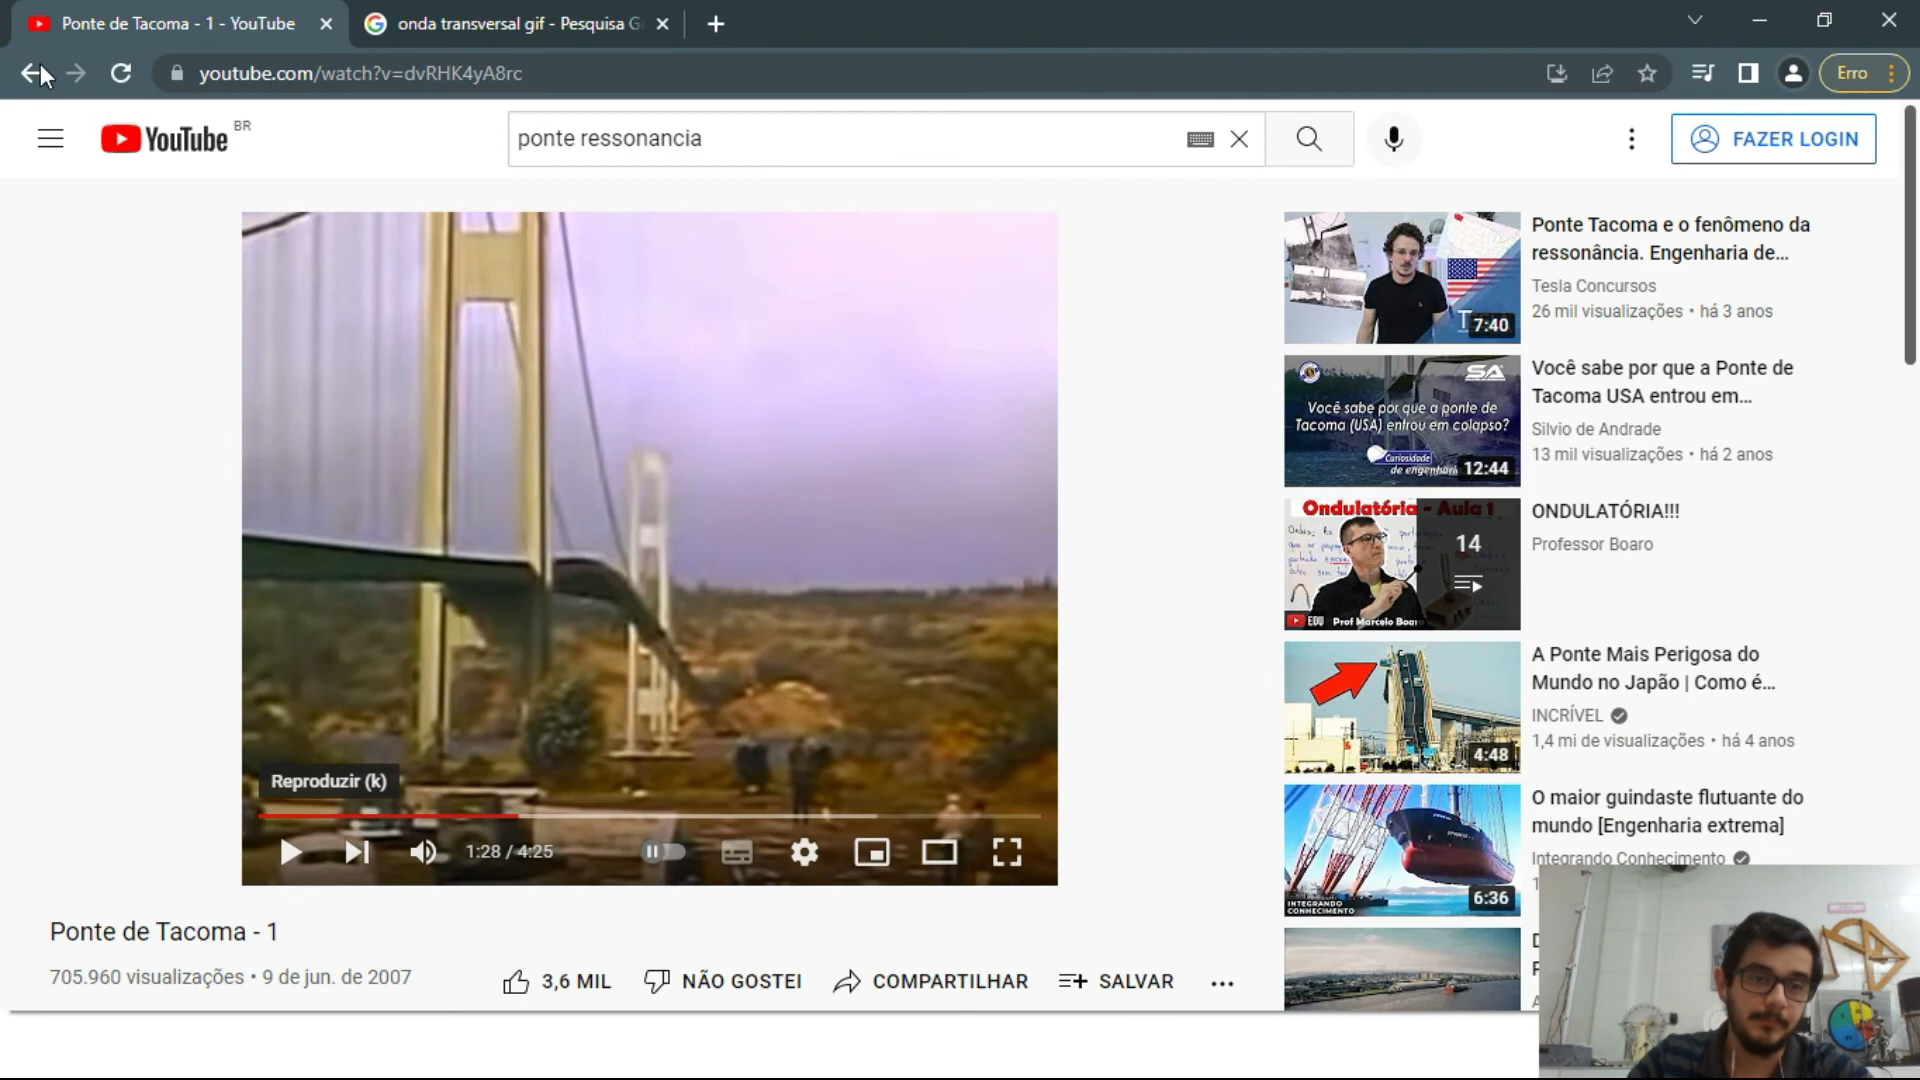 Ponte de Tacoma - 1 - YouTube
onda transversal gif - Pesquisa G
youtube.com/watch?v=dvRHK4yA8rc
Erro
YouTube BR
ponte ressonancia
FAZER LOGIN
Reproduzir (k)
1:28 / 4:25
Ponte de Tacoma - 1
705.960 visualizações • 9 de jun. de 2007
3,6 MIL
NÃO GOSTEI
COMPARTILHAR
SALVAR
7:40
Ponte Tacoma e o fenômeno da
ressonância. Engenharia de...
Tesla Concursos
26 mil visualizações • há 3 anos
SA
Você sabe por que a ponte de
Tacoma (USA) entrou em colapso?
Curiosidade
de engenhari
12:44
Você sabe por que a Ponte de
Tacoma USA entrou em...
Silvio de Andrade
13 mil visualizações • há 2 anos
Ondulatória - Aula 1
14
EDU Prof Marcelo Boaro
ONDULATÓRIA!!!
Professor Boaro
4:48
A Ponte Mais Perigosa do
Mundo no Japão | Como é...
INCRÍVEL
1,4 mi de visualizações • há 4 anos
INTEGRANDO
CONHECIMENTO
6:36
O maior guindaste flutuante do
mundo [Engenharia extrema]
Integrando Conhecimento